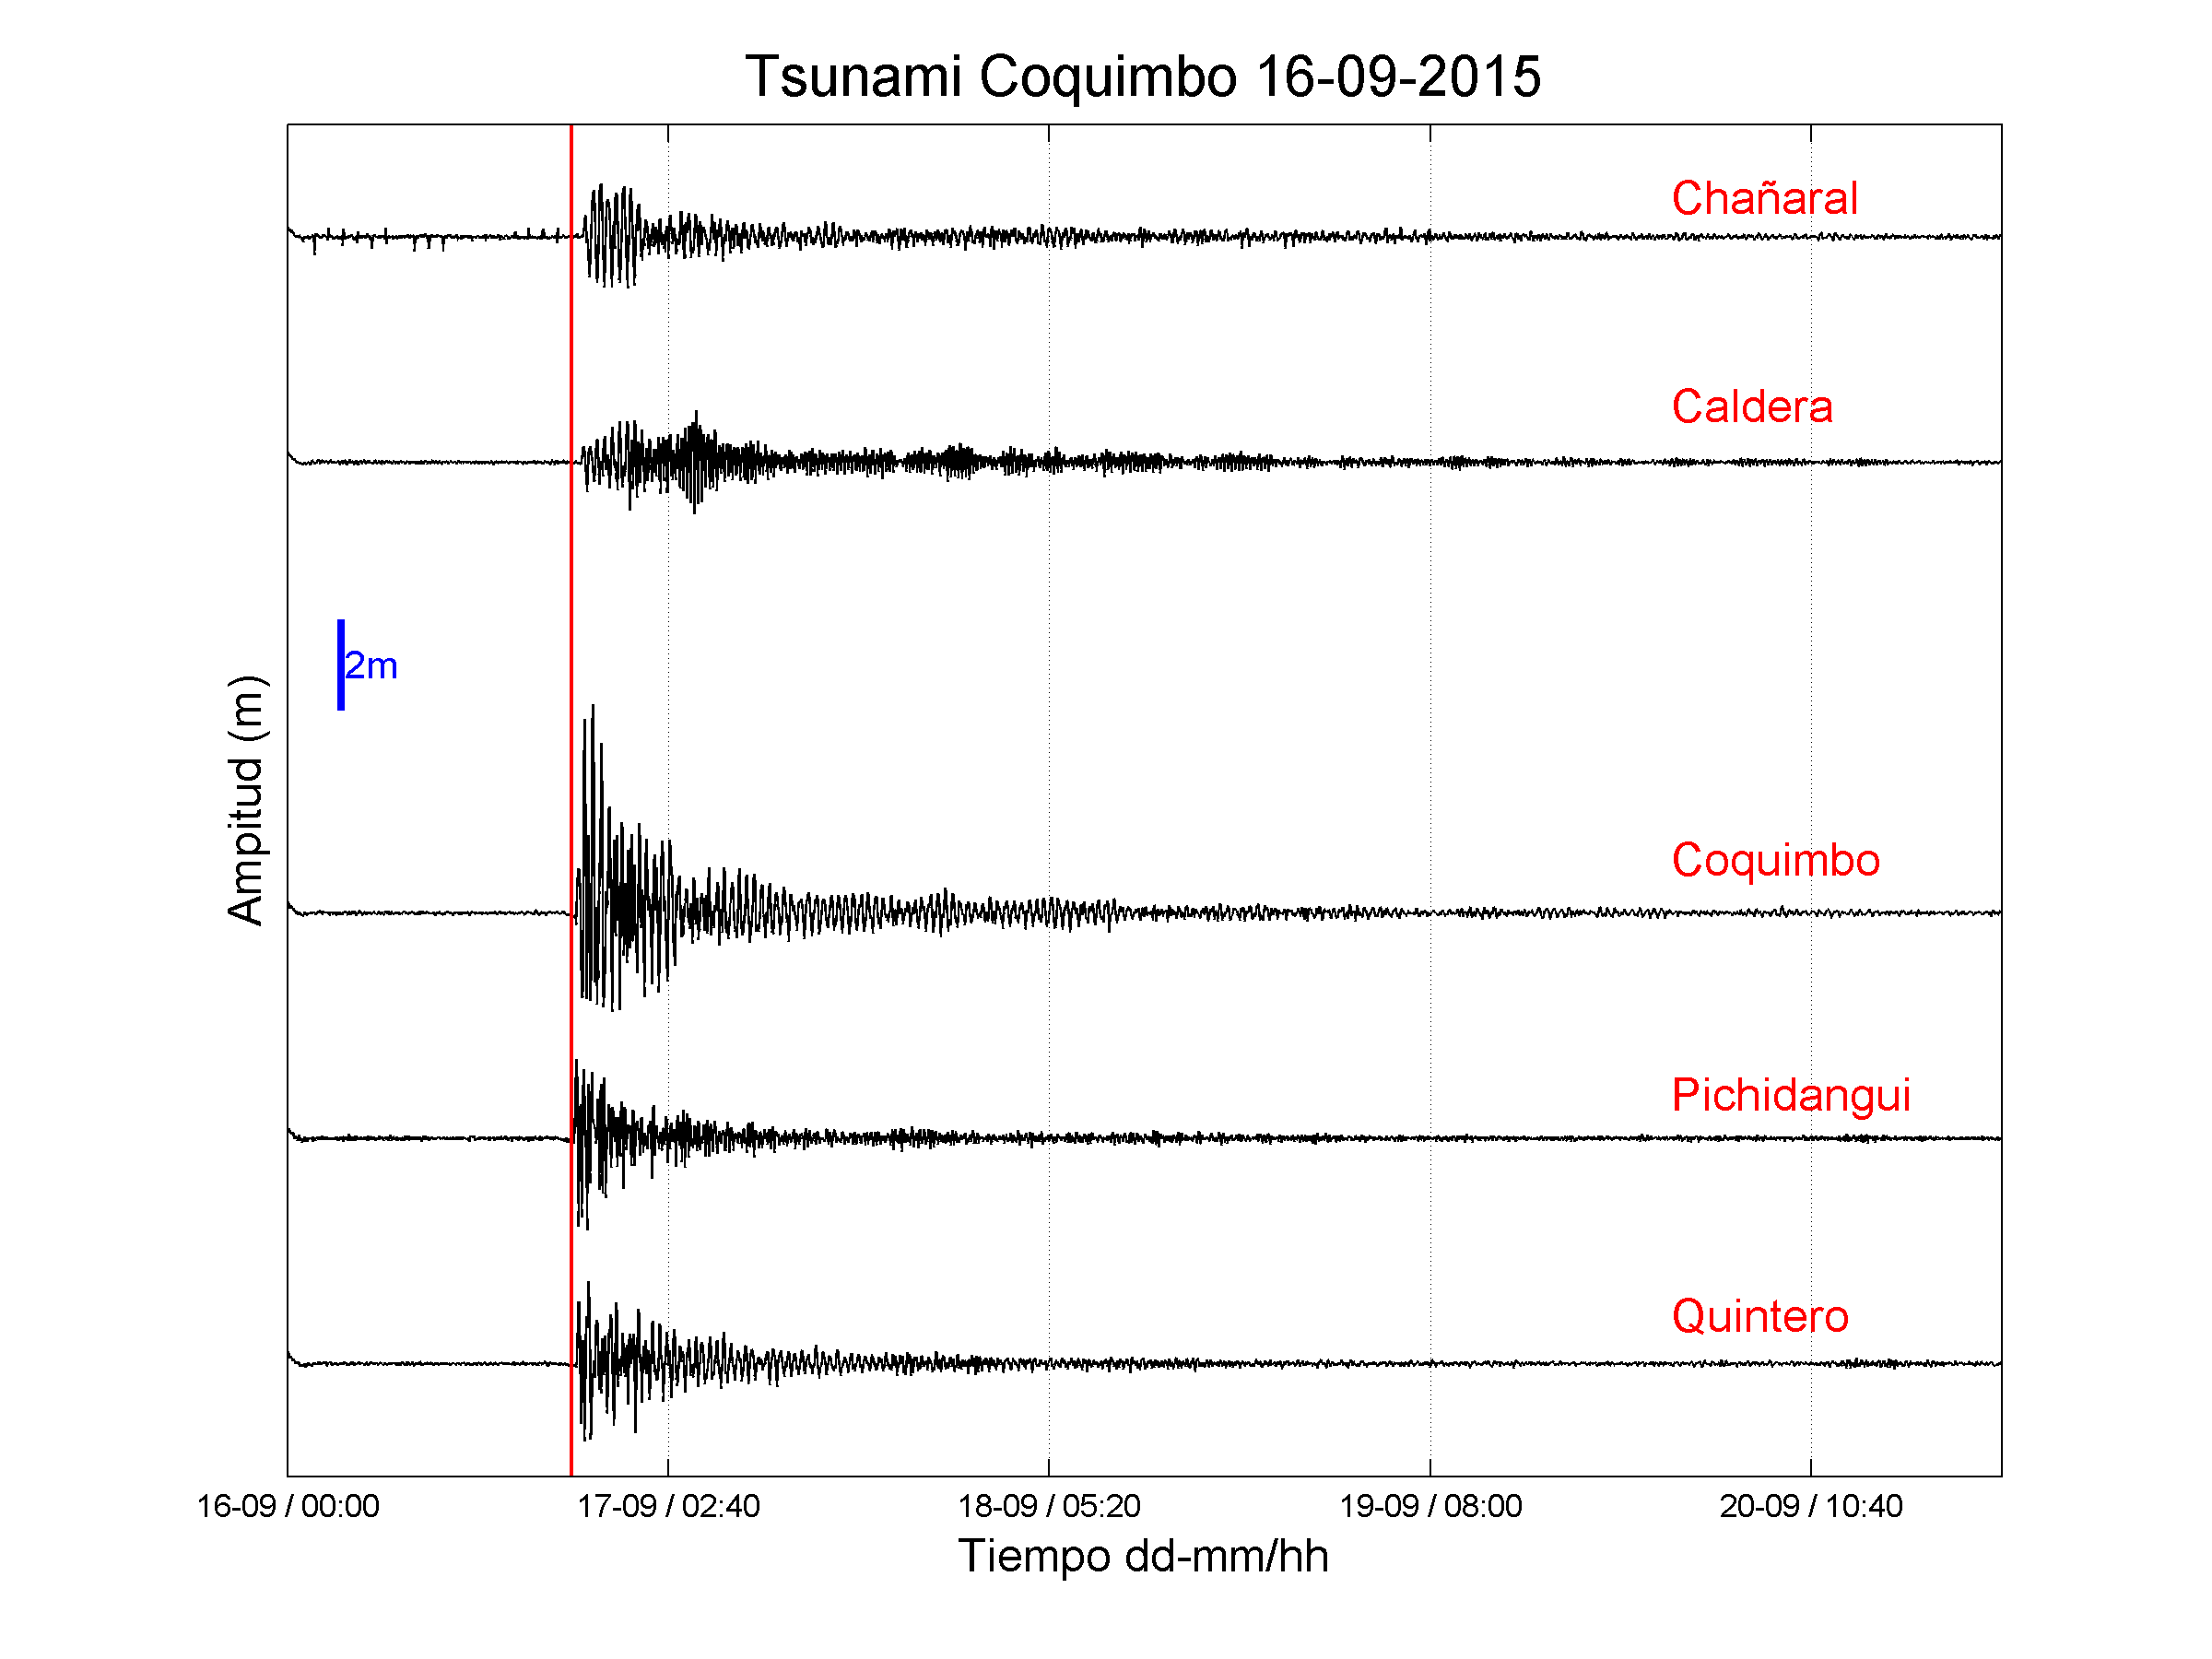 Tsunami Coquimbo 16-09-2015
Chañaral
Caldera
2m
Ampitud (m)
Coquimbo
Pichidangui
Quintero
16-09 / 00:00 17-09 / 02:40 18-09 / 05:20 19-09 / 08:00 20-09 / 10:40
Tiempo dd-mm/hh